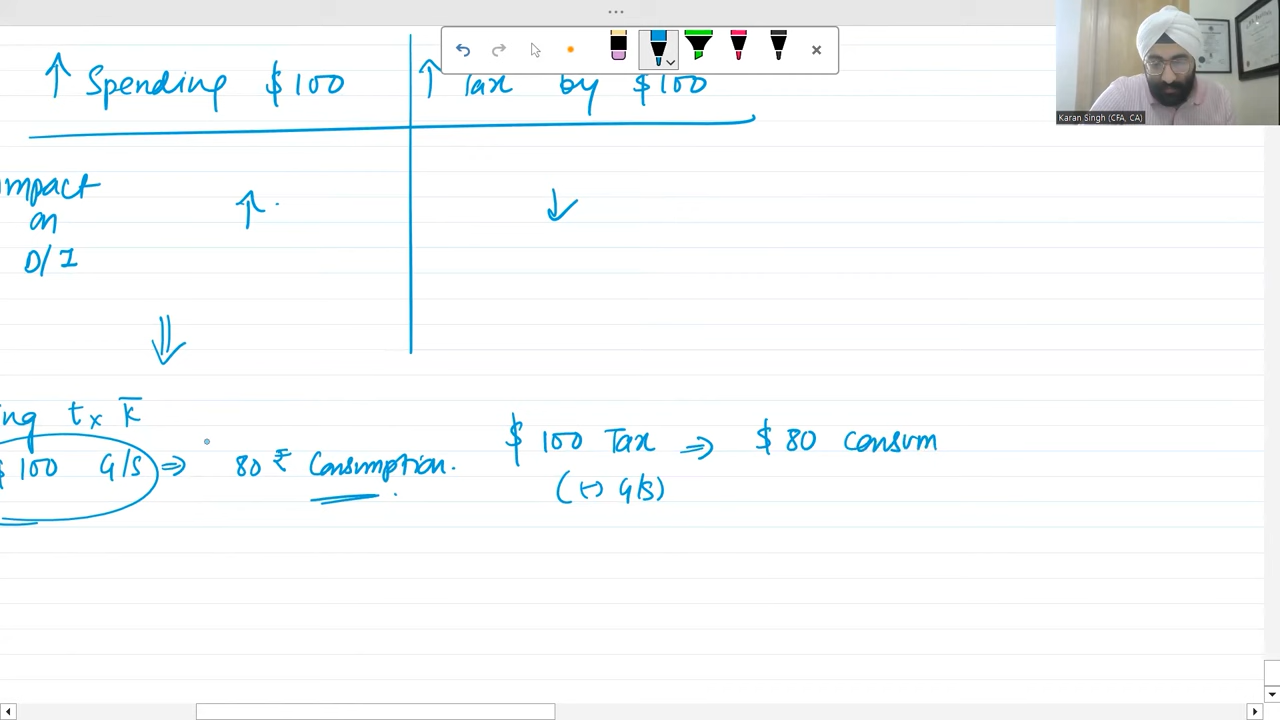 ↑ Spending $100 ↑ Tax by $100
impact ↑ ↓
on
D/I
⇓
ing t x k̅
$100 G/S ⇒ 80 ₹ Consumption. $ 100 Tax ⇒ $ 80 consum
(-) G/S)
Karan Singh (CFA, CA)